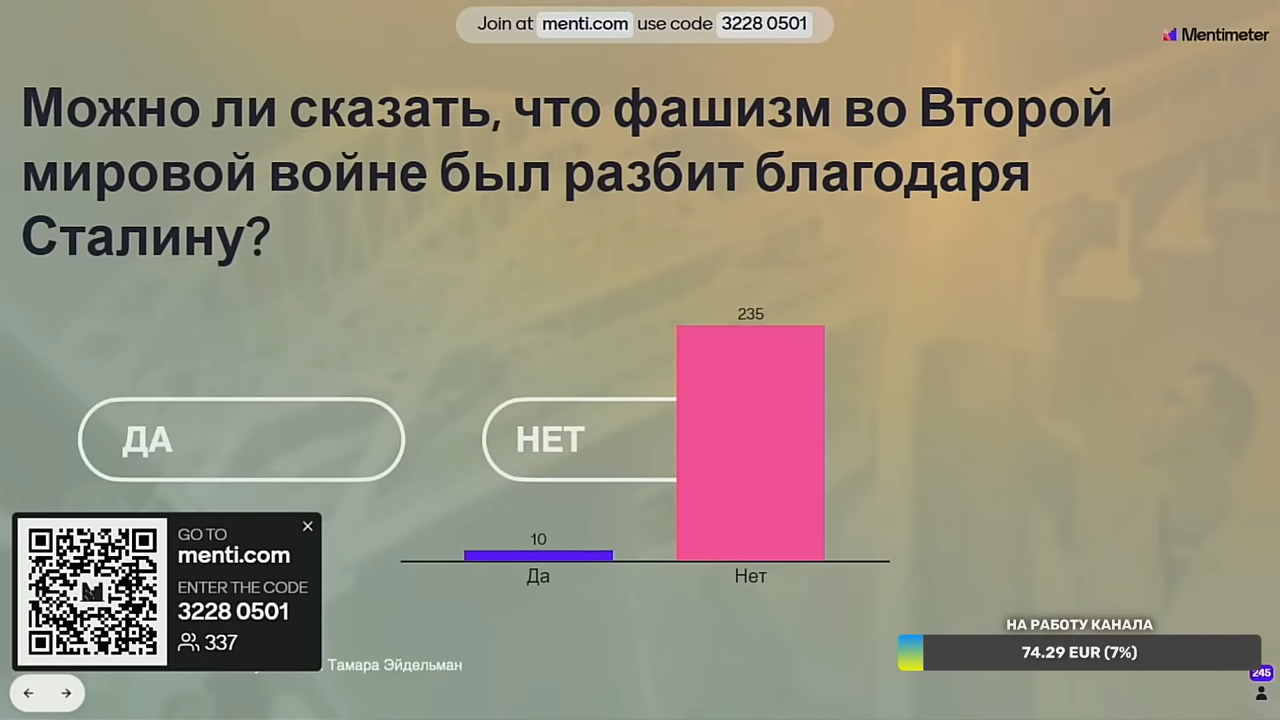 Join at menti.com use code 3228 0501
Mentimeter
Можно ли сказать, что фашизм во Второй
мировой войне был разбит благодаря
Сталину?
235
ДА
НЕТ
10
Да
Нет
GO TO
menti.com
ENTER THE CODE
3228 0501
337
Тамара Эйдельман
НА РАБОТУ КАНАЛА
74.29 EUR (7%)
245